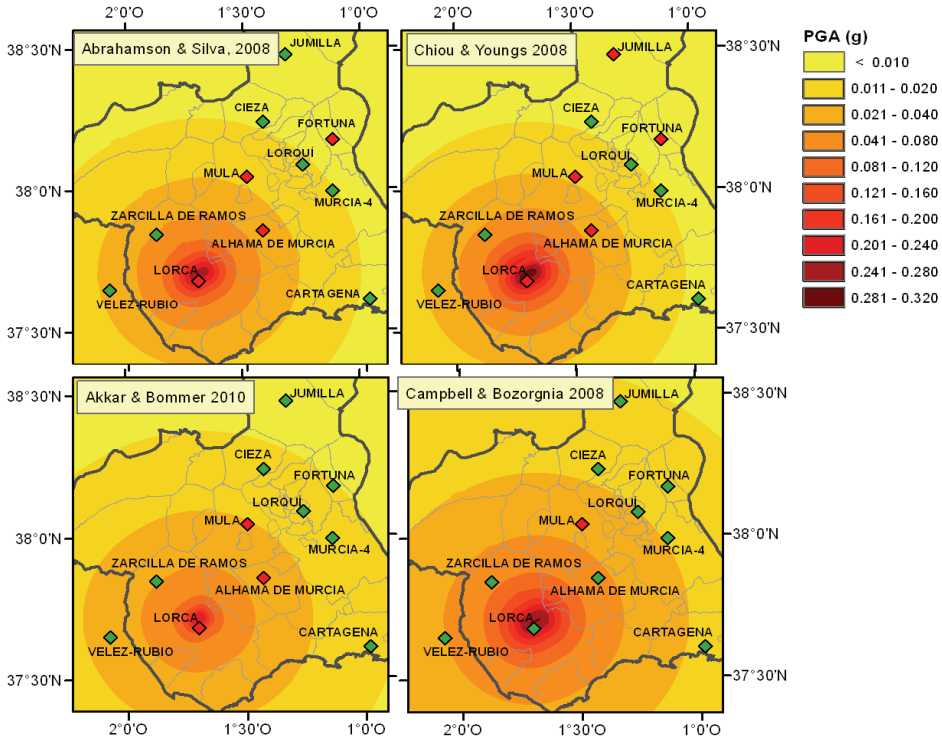 2°0'O 1°30'O 1°0'O 2°0'O 1°30'O 1°0'O
Abrahamson & Silva, 2008
38°30'N
38°0'N
37°30'N
JUMILLA
CIEZA
FORTUNA
LORQUÍ
MULA
MURCIA-4
ZARCILLA DE RAMOS
ALHAMA DE MURCIA
LORCA
VELEZ-RUBIO
CARTAGENA
Chiou & Youngs 2008
38°30'N
38°0'N
37°30'N
JUMILLA
CIEZA
FORTUNA
LORQUÍ
MULA
MURCIA-4
ZARCILLA DE RAMOS
ALHAMA DE MURCIA
LORCA
VELEZ-RUBIO
CARTAGENA
PGA (g)
< 0.010
0.011 - 0.020
0.021 - 0.040
0.041 - 0.080
0.081 - 0.120
0.121 - 0.160
0.161 - 0.200
0.201 - 0.240
0.241 - 0.280
0.281 - 0.320
Akkar & Bommer 2010
38°30'N
38°0'N
37°30'N
JUMILLA
CIEZA
FORTUNA
LORQUÍ
MULA
MURCIA-4
ZARCILLA DE RAMOS
ALHAMA DE MURCIA
LORCA
VELEZ-RUBIO
CARTAGENA
Campbell & Bozorgnia 2008
38°30'N
38°0'N
37°30'N
JUMILLA
CIEZA
FORTUNA
LORQUÍ
MULA
MURCIA-4
ZARCILLA DE RAMOS
ALHAMA DE MURCIA
LORCA
VELEZ-RUBIO
CARTAGENA
2°0'O 1°30'O 1°0'O 2°0'O 1°30'O 1°0'O